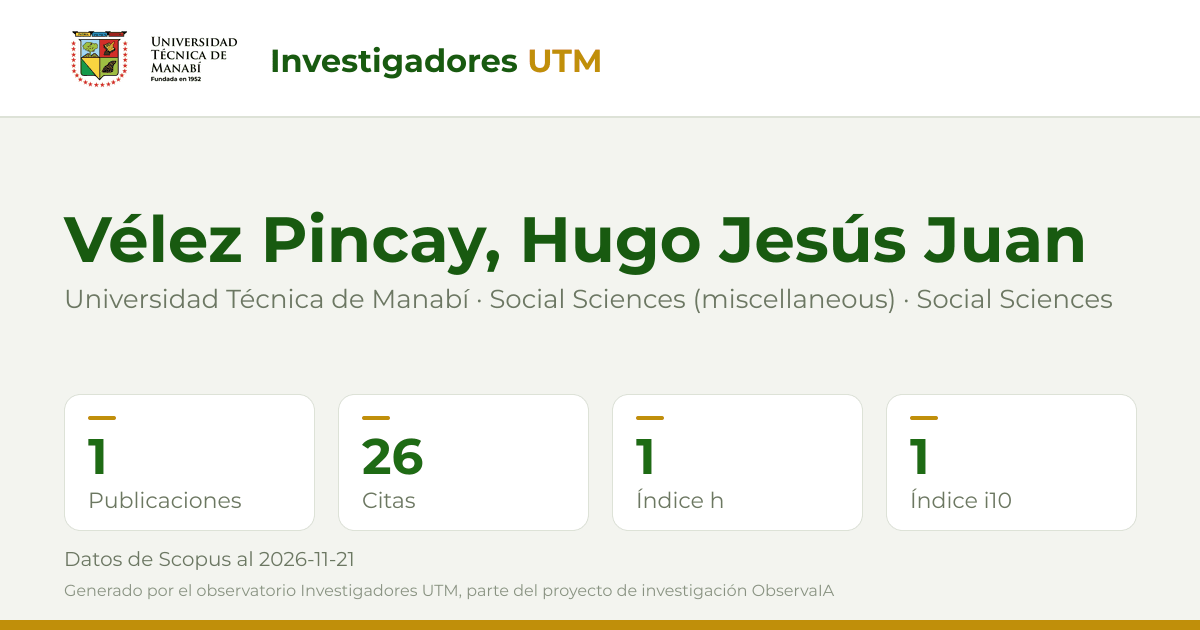 UNIVERSIDAD
TÉCNICA DE
MANABÍ
Fundada en 1952
Investigadores UTM
Vélez Pincay, Hugo Jesús Juan
Universidad Técnica de Manabí · Social Sciences (miscellaneous) · Social Sciences
1
Publicaciones
26
Citas
1
Índice h
1
Índice i10
Datos de Scopus al 2026-11-21
Generado por el observatorio Investigadores UTM, parte del proyecto de investigación ObservaIA